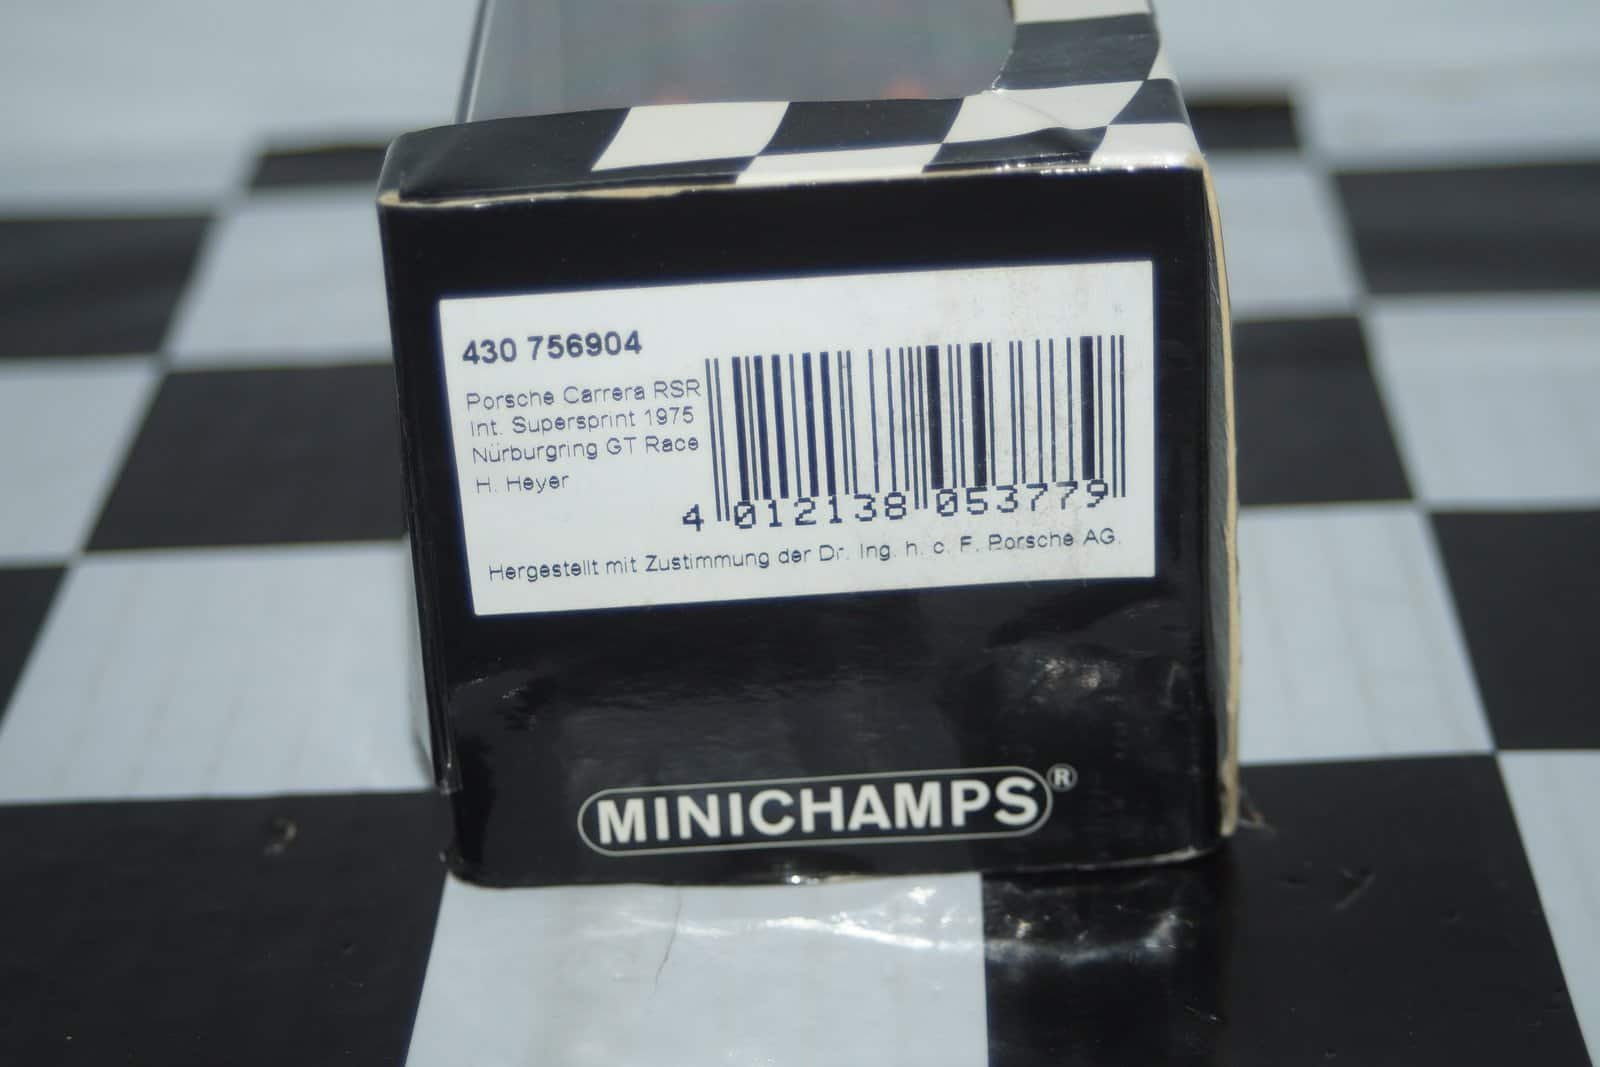 430 756904
Porsche Carrera RSR
Int. Supersprint 1975
Nürburgring GT Race
H. Heyer
4 012138 053779
Hergestellt mit Zustimmung der Dr. Ing. h. c. F. Porsche AG.
MINICHAMPS®